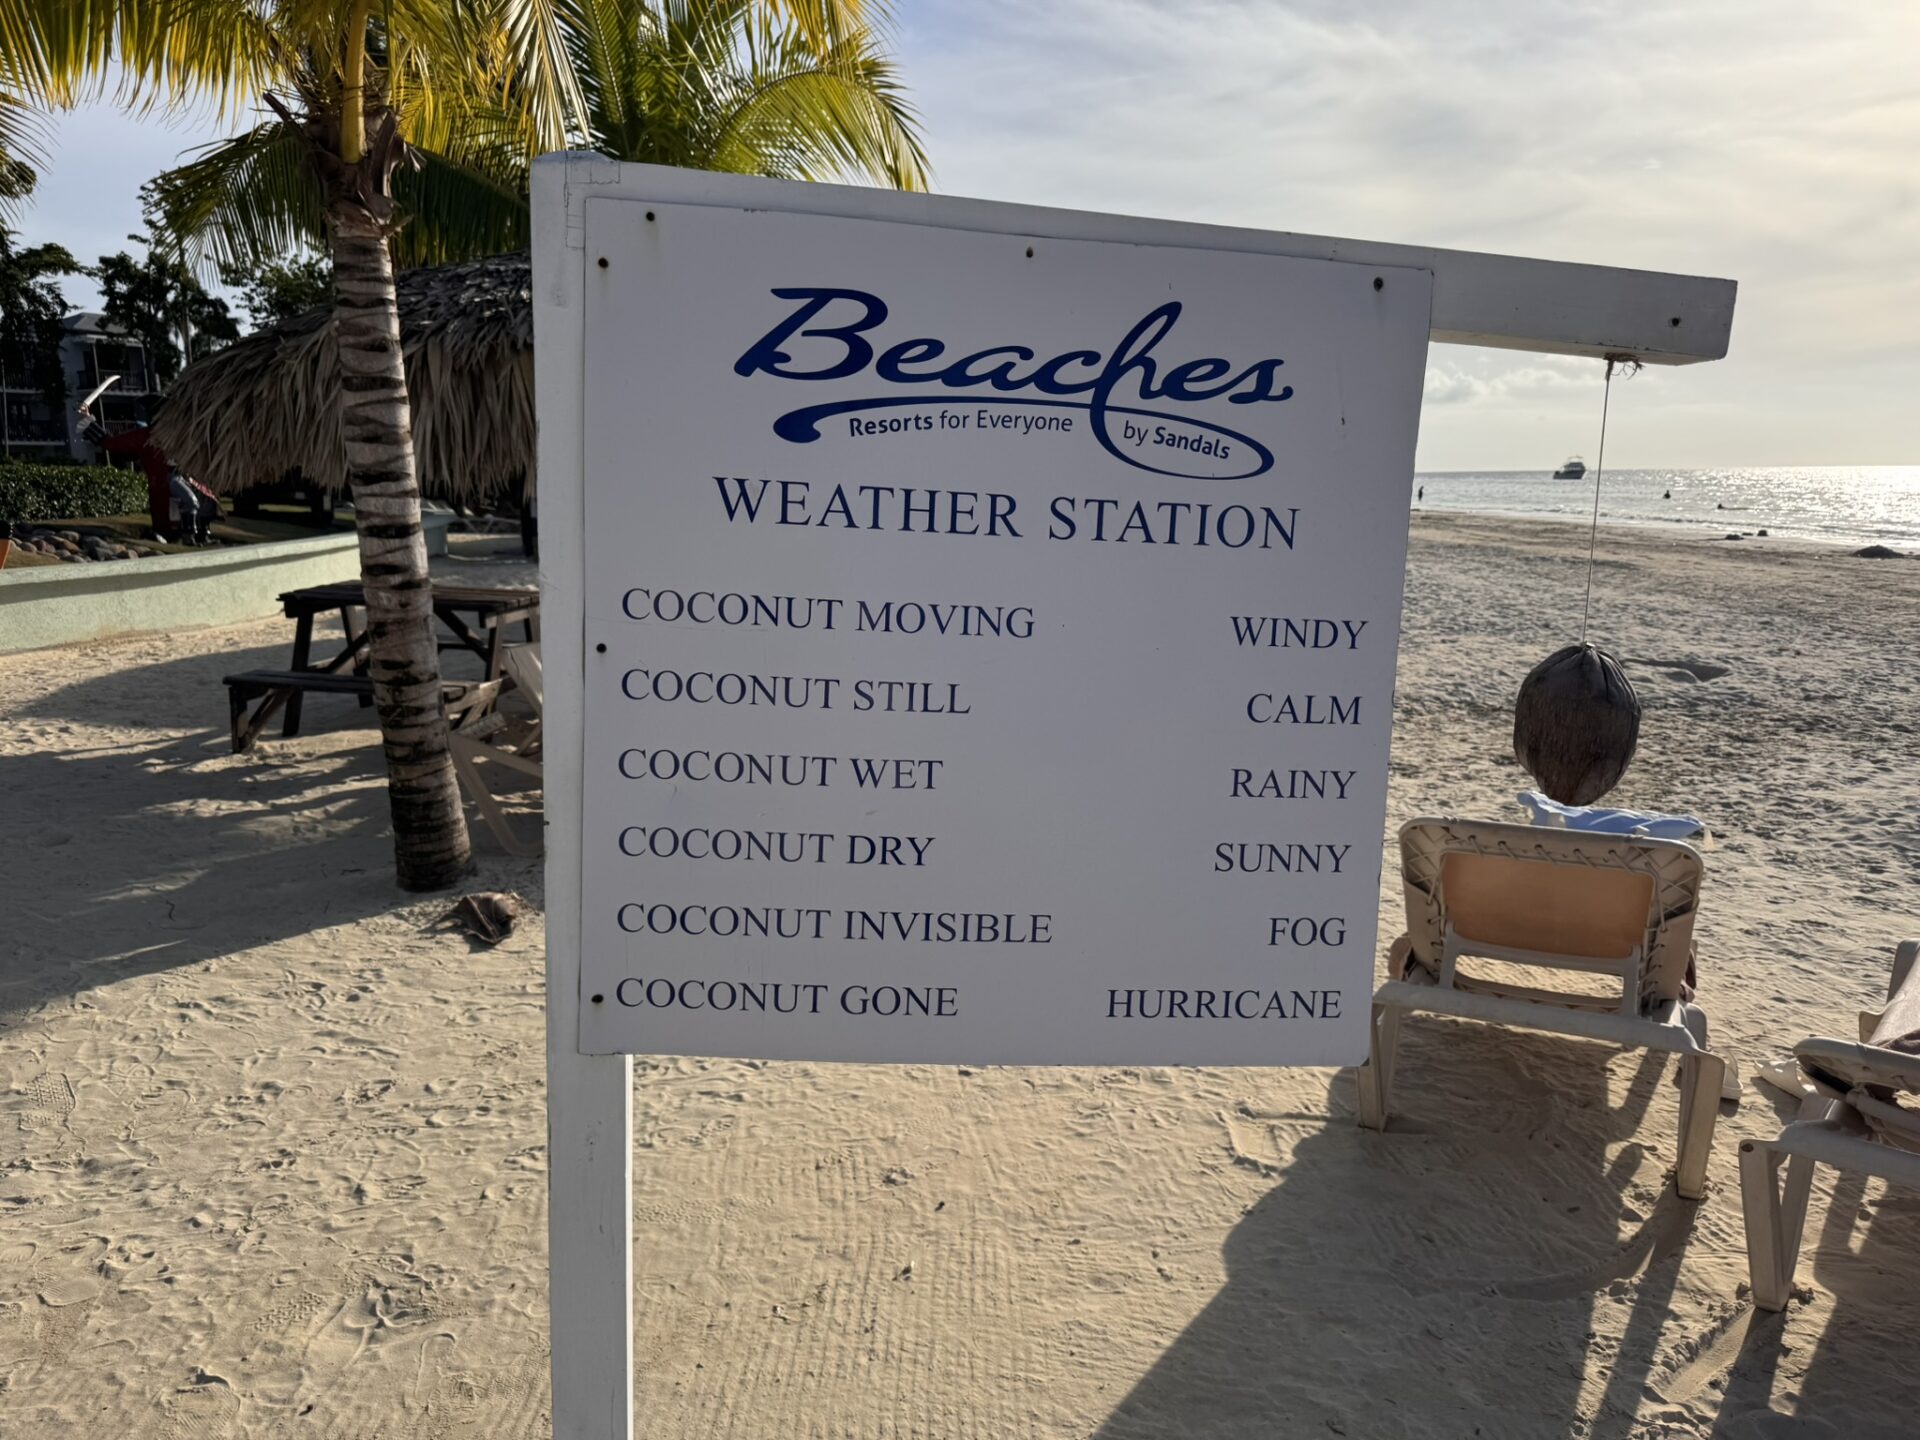 Beaches
Resorts for Everyone by Sandals
WEATHER STATION
COCONUT MOVING WINDY
COCONUT STILL CALM
COCONUT WET RAINY
COCONUT DRY SUNNY
COCONUT INVISIBLE FOG
COCONUT GONE HURRICANE